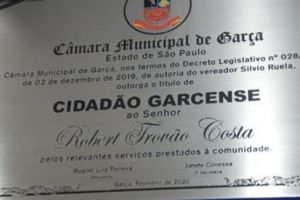 Câmara Municipal de Garça
Estado de São Paulo
Câmara Municipal de Garça, nos termos do Decreto Legislativo nº 028/
de 02 de dezembro de 2019, de autoria do vereador Silvio Ruela,
outorga o título de
CIDADÃO GARCENSE
ao Senhor
Robert Trovão Costa
pelos relevantes serviços prestados à comunidade.
Wagner Luiz Ferreira Janete Conessa
Garça, Fevereiro de 2020